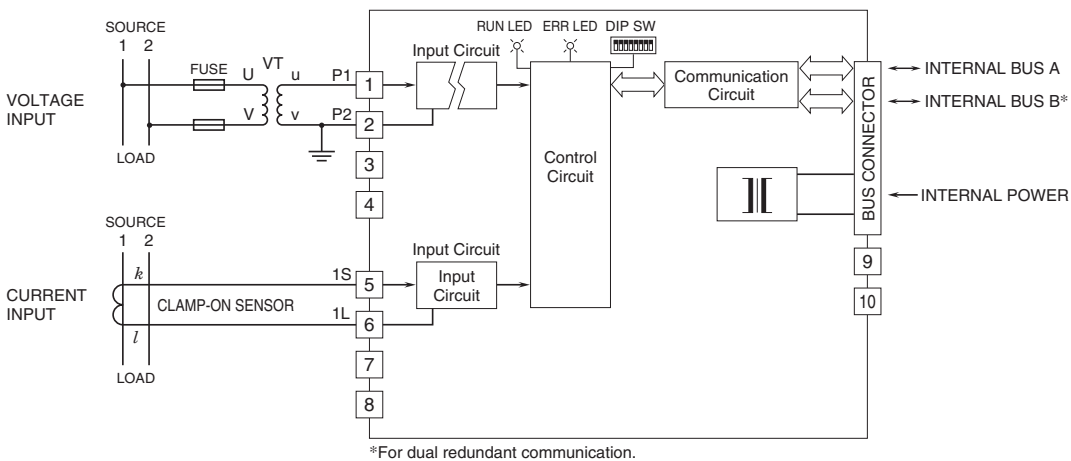 SOURCE
1 2
RUN LED ERR LED DIP SW
Input Circuit
FUSE
U VT u P1
1
V v P2
2
VOLTAGE
INPUT
LOAD
3
4
Control
Circuit
Communication
Circuit
BUS CONNECTOR
INTERNAL BUS A
INTERNAL BUS B*
INTERNAL POWER
9
10
SOURCE
1 2
k
1S
5
Input Circuit
Input
Circuit
CURRENT
INPUT
CLAMP-ON SENSOR
1L
6
l
LOAD
7
8
*For dual redundant communication.